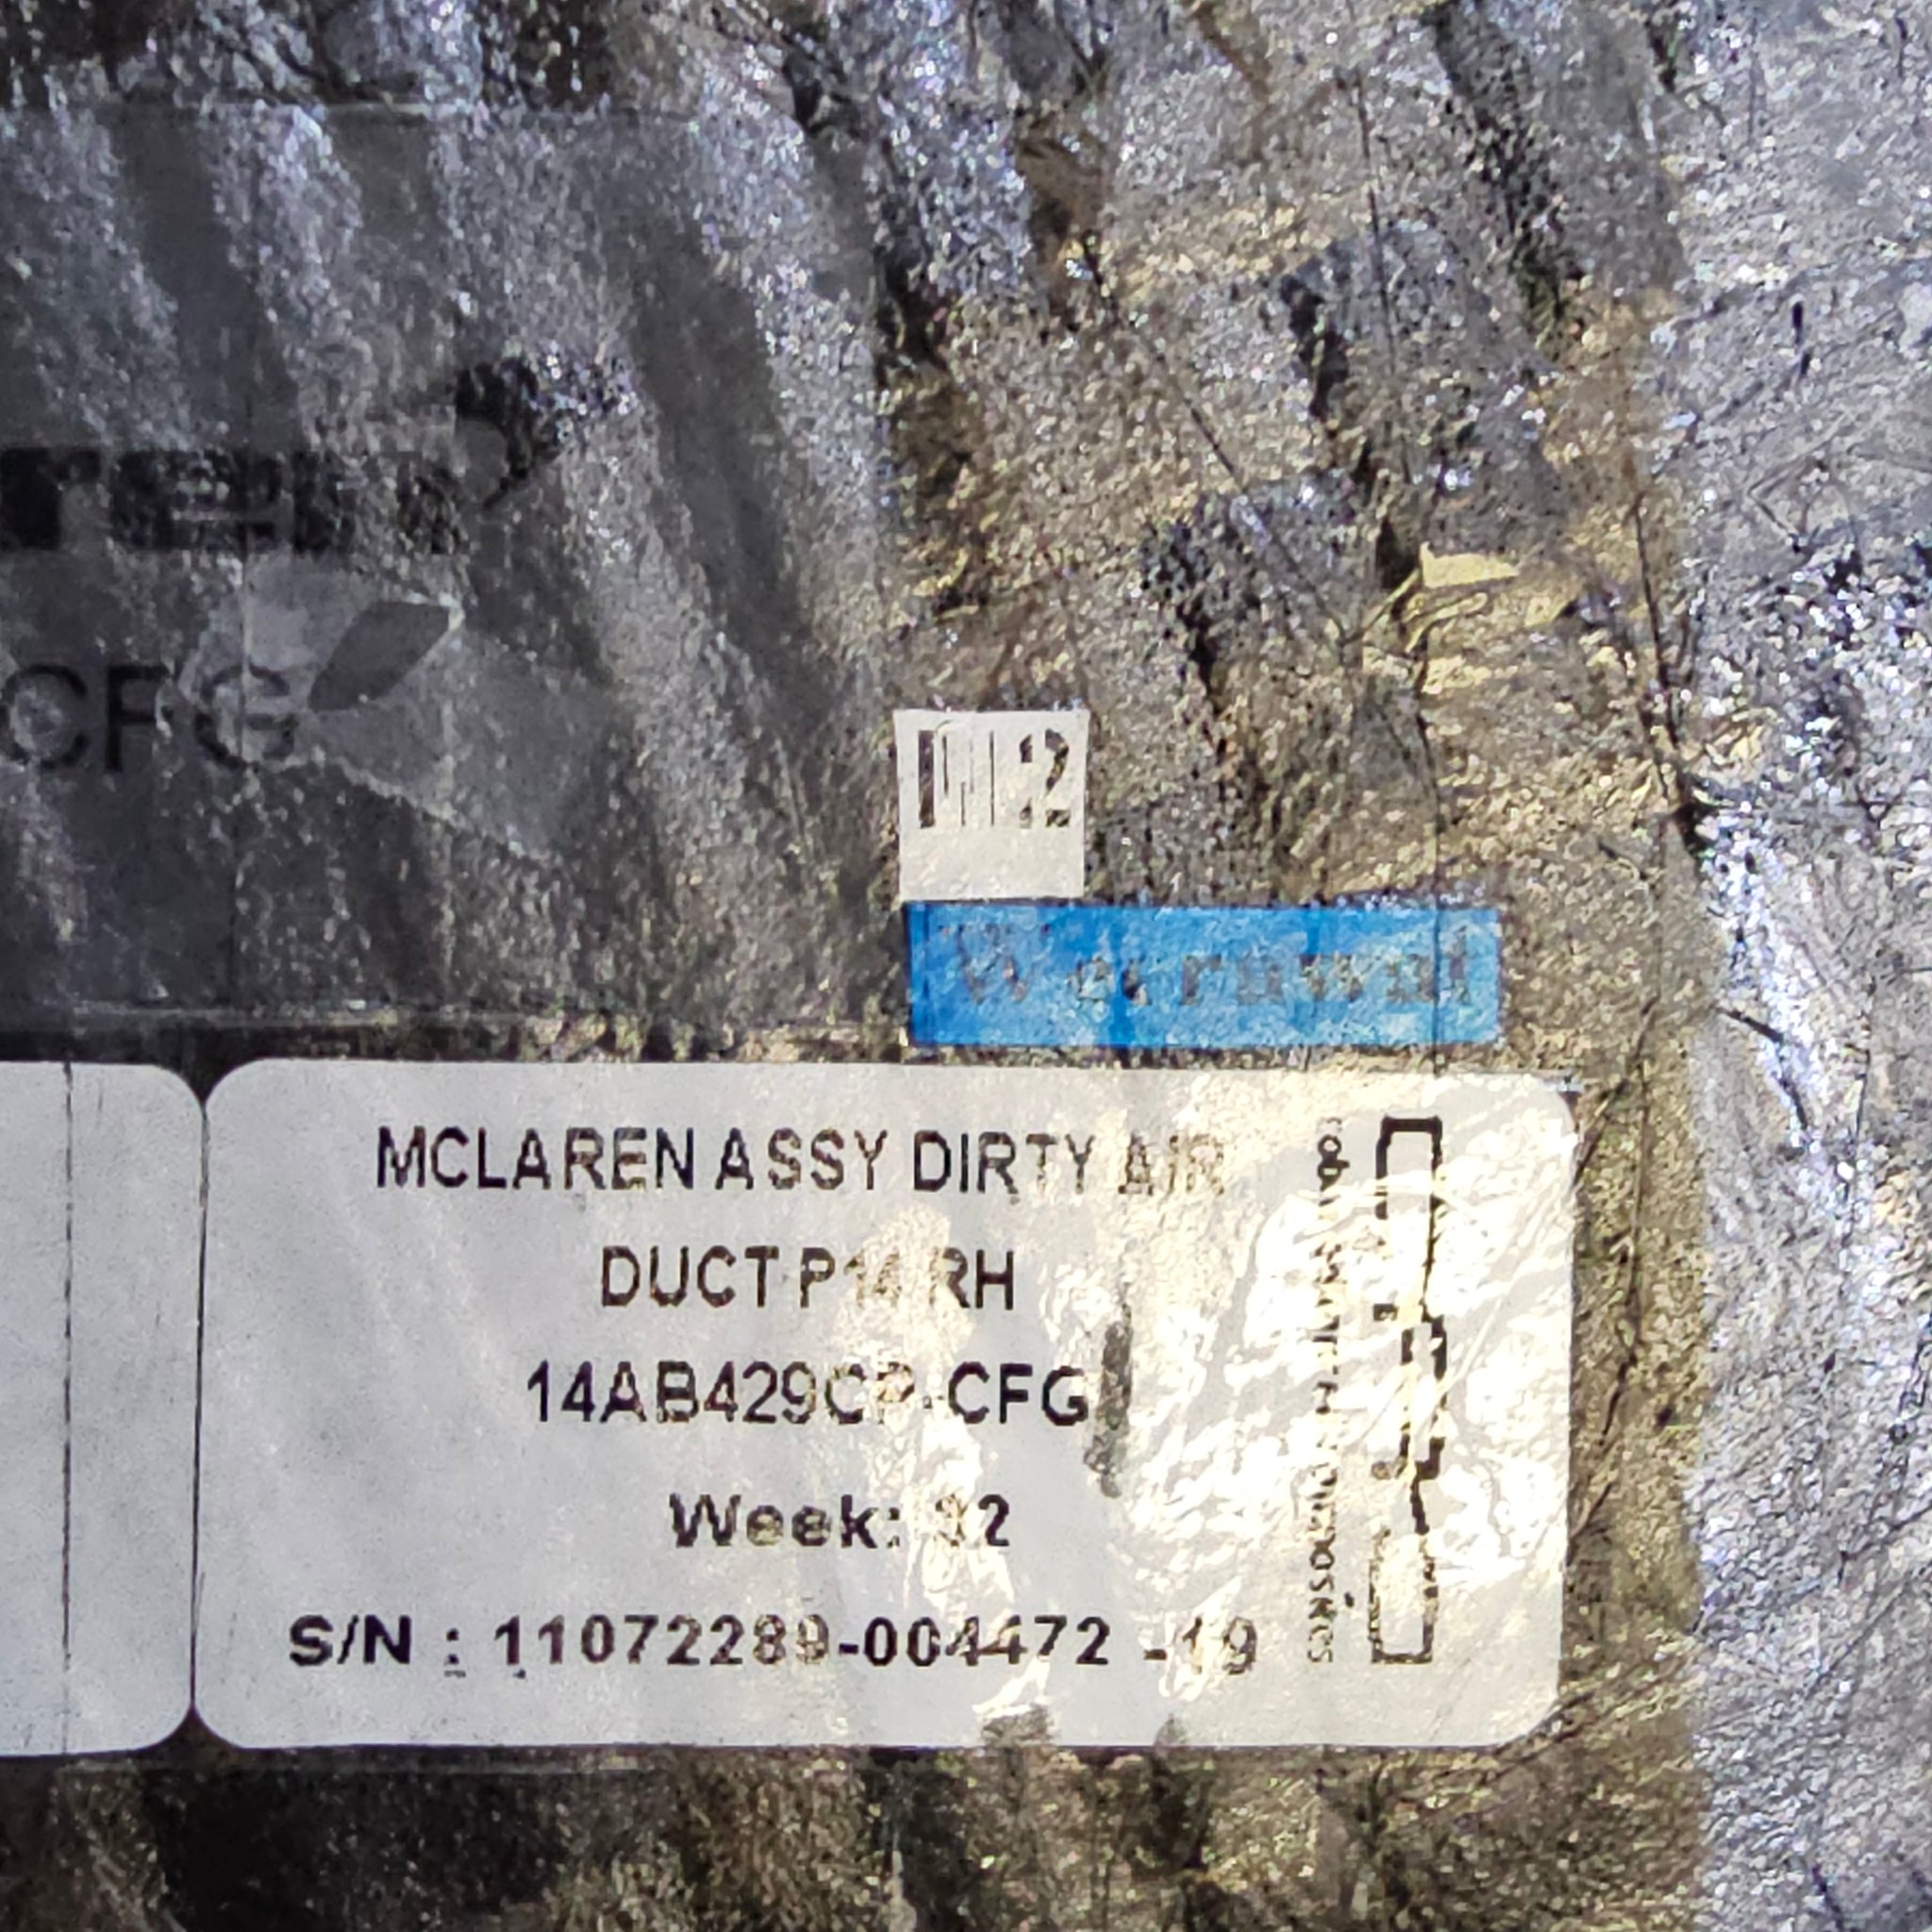 CFG
MCLAREN ASSY DIRTY AIR
DUCT P14 RH
14AB429CP-CFG
Week: 32
S/N : 11072289-004472 -19